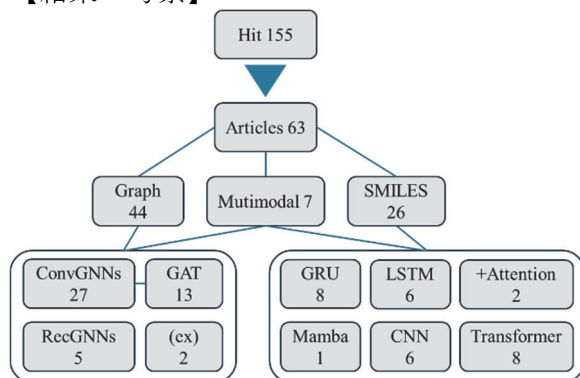 Hit 155
Articles 63
Graph
44
Mutimodal 7
SMILES
26
ConvGNNs
27
GAT
13
RecGNNs
5
(ex)
2
GRU
8
LSTM
6
+Attention
2
Mamba
1
CNN
6
Transformer
8